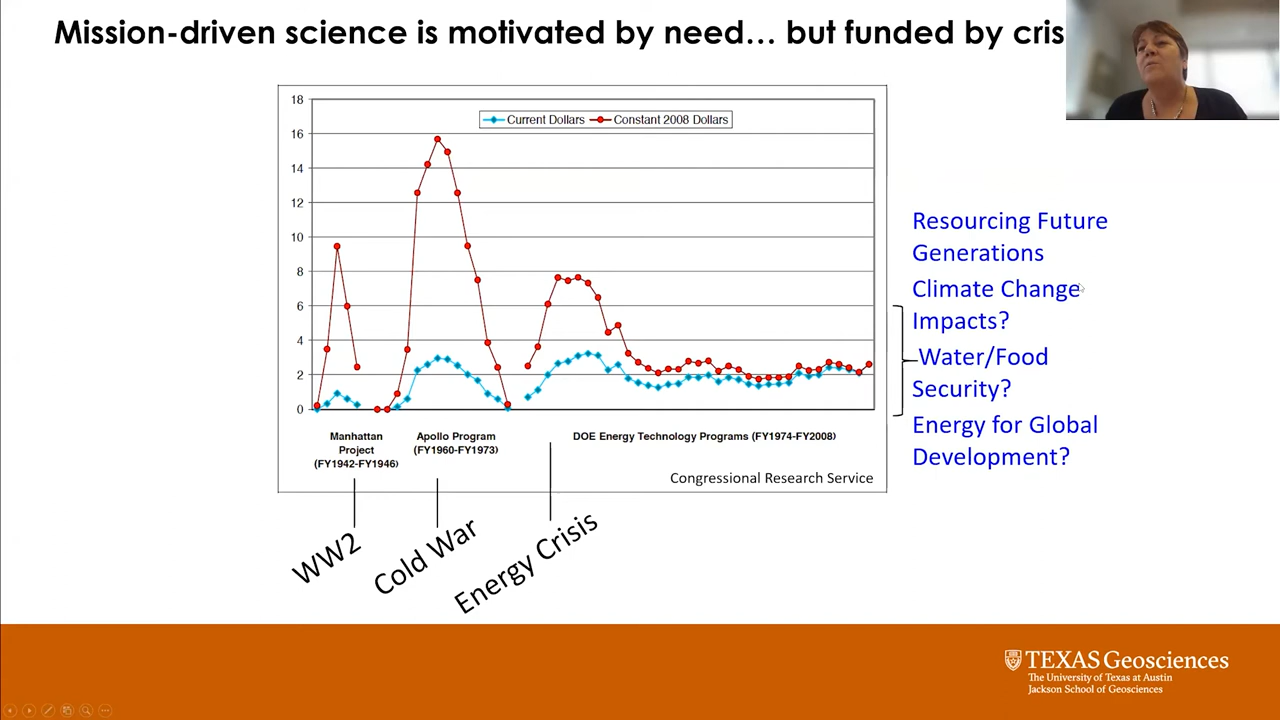 Mission-driven science is motivated by need... but funded by cris
18
16
14
12
10
8
6
4
2
0
Current Dollars
Constant 2008 Dollars
Manhattan
Project
(FY1942-FY1946)
Apollo Program
(FY1960-FY1973)
DOE Energy Technology Programs (FY1974-FY2008)
Congressional Research Service
WW2
Cold War
Energy Crisis
Resourcing Future
Generations
Climate Change
Impacts?
Water/Food
Security?
Energy for Global
Development?
TEXAS Geosciences
The University of Texas at Austin
Jackson School of Geosciences